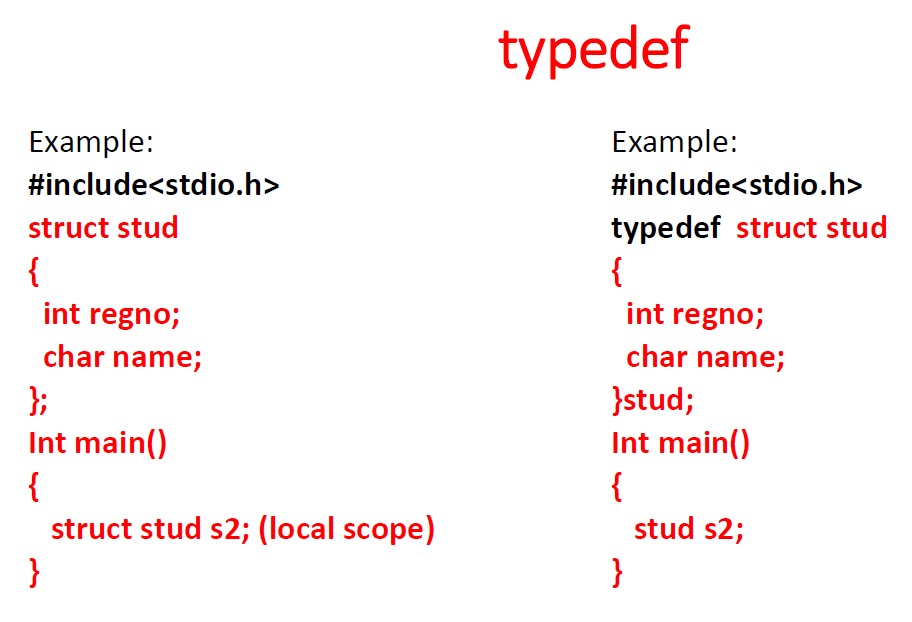 typedef
Example:
#include<stdio.h>
struct stud
{
int regno;
char name;
};
Int main()
{
struct stud s2; (local scope)
}
Example:
#include<stdio.h>
typedef struct stud
{
int regno;
char name;
}stud;
Int main()
{
stud s2;
}